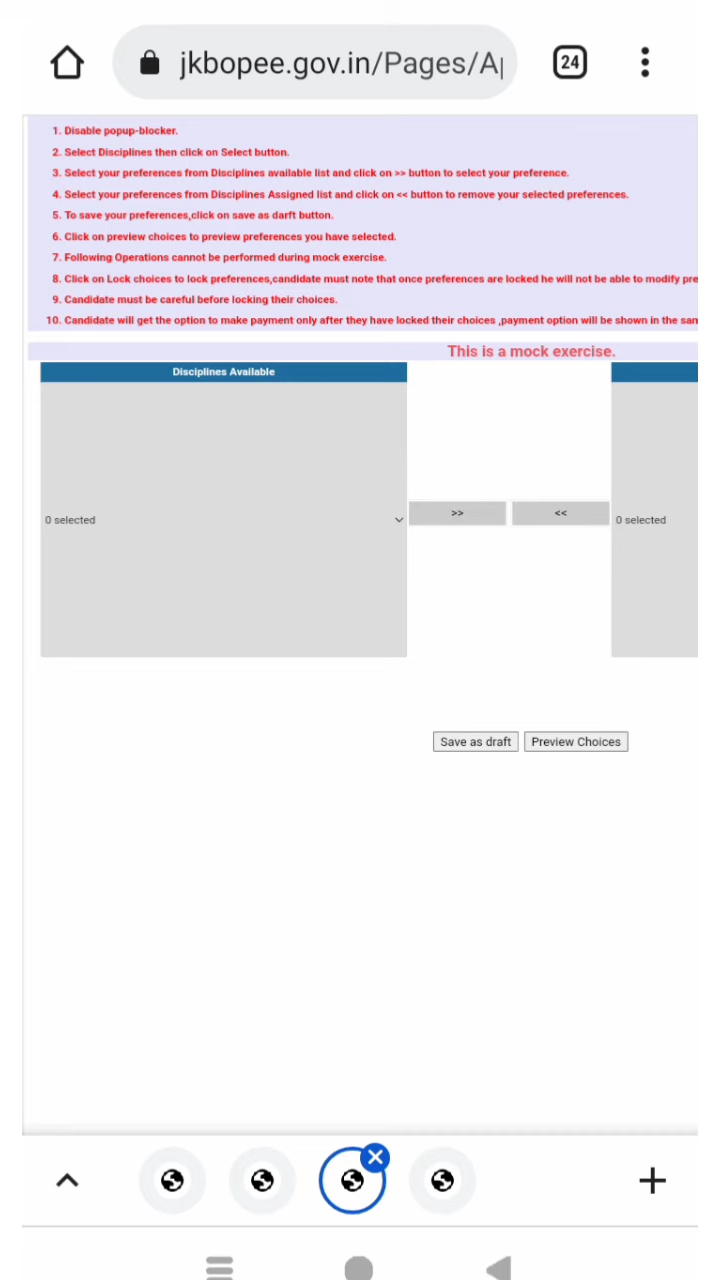 jkbopee.gov.in/Pages/Ap
24
1. Disable popup-blocker.
2. Select Disciplines then click on Select button.
3. Select your preferences from Disciplines available list and click on >> button to select your preference.
4. Select your preferences from Disciplines Assigned list and click on << button to remove your selected preferences.
5. To save your preferences,click on save as darft button.
6. Click on preview choices to preview preferences you have selected.
7. Following Operations cannot be performed during mock exercise.
8. Click on Lock choices to lock preferences,candidate must note that once preferences are locked he will not be able to modify pre
9. Candidate must be careful before locking their choices.
10. Candidate will get the option to make payment only after they have locked their choices ,payment option will be shown in the san
This is a mock exercise.
Disciplines Available
0 selected
>>
<<
0 selected
Save as draft
Preview Choices